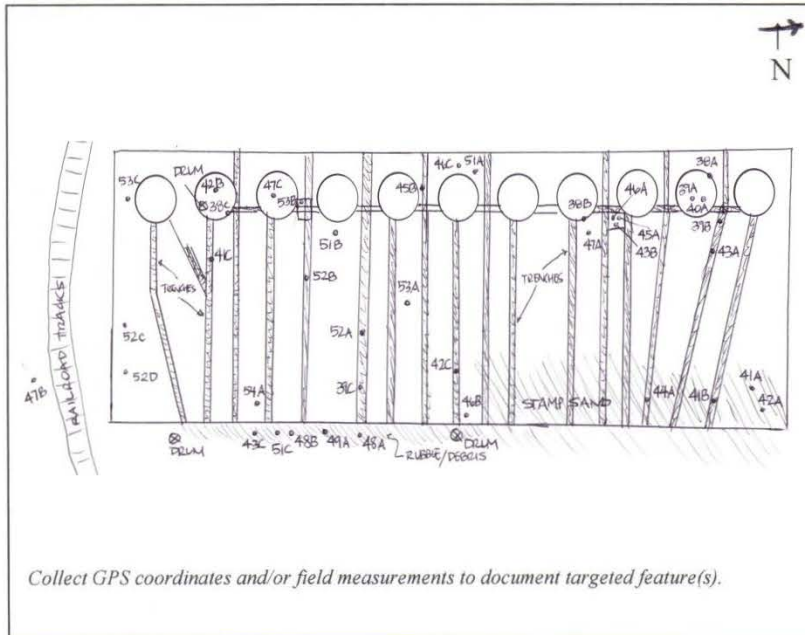 N
38A
41C
51A
53C
DRUM
42B
38C
47C
53B
45B
46A
39A
40A
38B
39B
45A
41C
51B
47A
43B
43A
TRENCHES
52B
TRENCHES
53A
52C
52A
52D
42C
47B
RAILROAD TRACKS
54A
39C
46B
STAMP SAND
44A
41B
41A
42A
DRUM
43C
51C
48B
49A
48A
RUBBLE/DEBRIS
DRUM
Collect GPS coordinates and/or field measurements to document targeted feature(s).